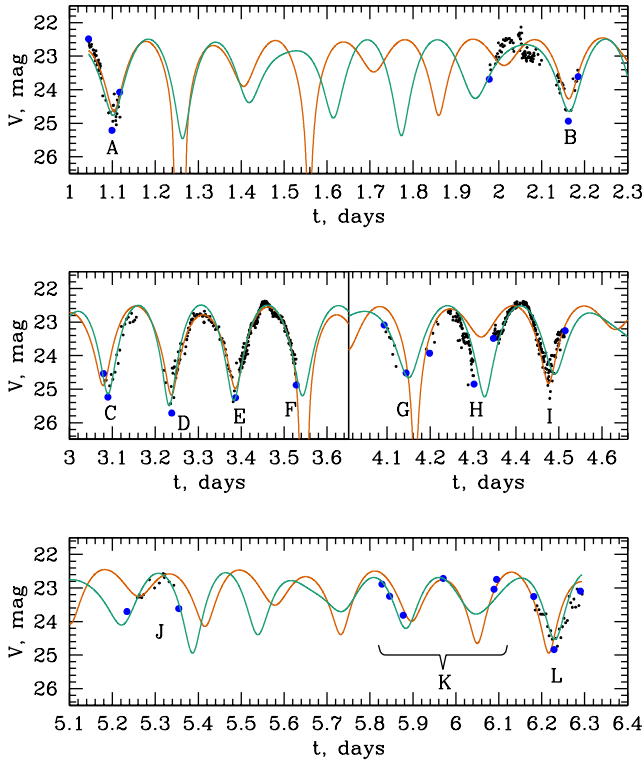 V, mag
22
23
24
25
26
A
B
1 1.1 1.2 1.3 1.4 1.5 1.6 1.7 1.8 1.9 2 2.1 2.2 2.3
t, days
V, mag
22
23
24
25
26
C D E F G H I
3 3.1 3.2 3.3 3.4 3.5 3.6 4.1 4.2 4.3 4.4 4.5 4.6
t, days t, days
V, mag
22
23
24
25
26
J
K
L
5.1 5.2 5.3 5.4 5.5 5.6 5.7 5.8 5.9 6 6.1 6.2 6.3 6.4
t, days